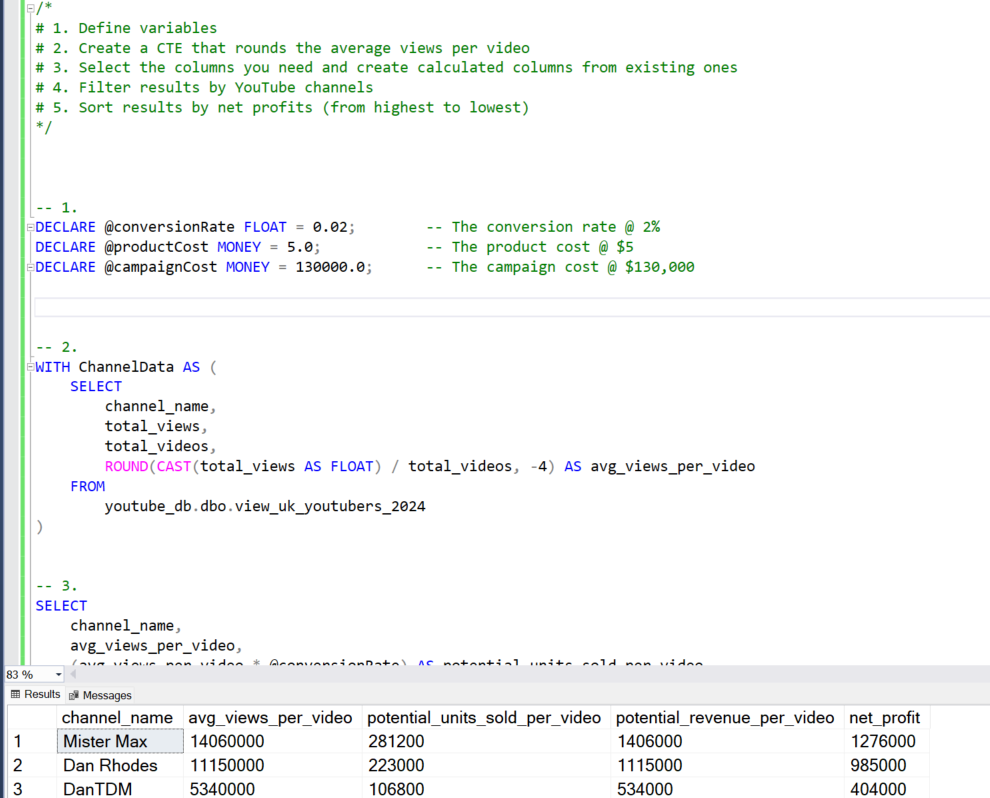 /*
# 1. Define variables
# 2. Create a CTE that rounds the average views per video
# 3. Select the columns you need and create calculated columns from existing ones
# 4. Filter results by YouTube channels
# 5. Sort results by net profits (from highest to lowest)
*/
-- 1.
DECLARE @conversionRate FLOAT = 0.02; -- The conversion rate @ 2%
DECLARE @productCost MONEY = 5.0; -- The product cost @ $5
DECLARE @campaignCost MONEY = 130000.0; -- The campaign cost @ $130,000
-- 2.
WITH ChannelData AS (
SELECT
channel_name,
total_views,
total_videos,
ROUND(CAST(total_views AS FLOAT) / total_videos, -4) AS avg_views_per_video
FROM
youtube_db.dbo.view_uk_youtubers_2024
)
-- 3.
SELECT
channel_name,
avg_views_per_video,
(avg_views_per_video * @conversionRate) AS potential_units_sold_per_video
83 %
Results Messages
channel_name avg_views_per_video potential_units_sold_per_video potential_revenue_per_video net_profit
1 Mister Max 14060000 281200 1406000 1276000
2 Dan Rhodes 11150000 223000 1115000 985000
3 DanTDM 5340000 106800 534000 404000